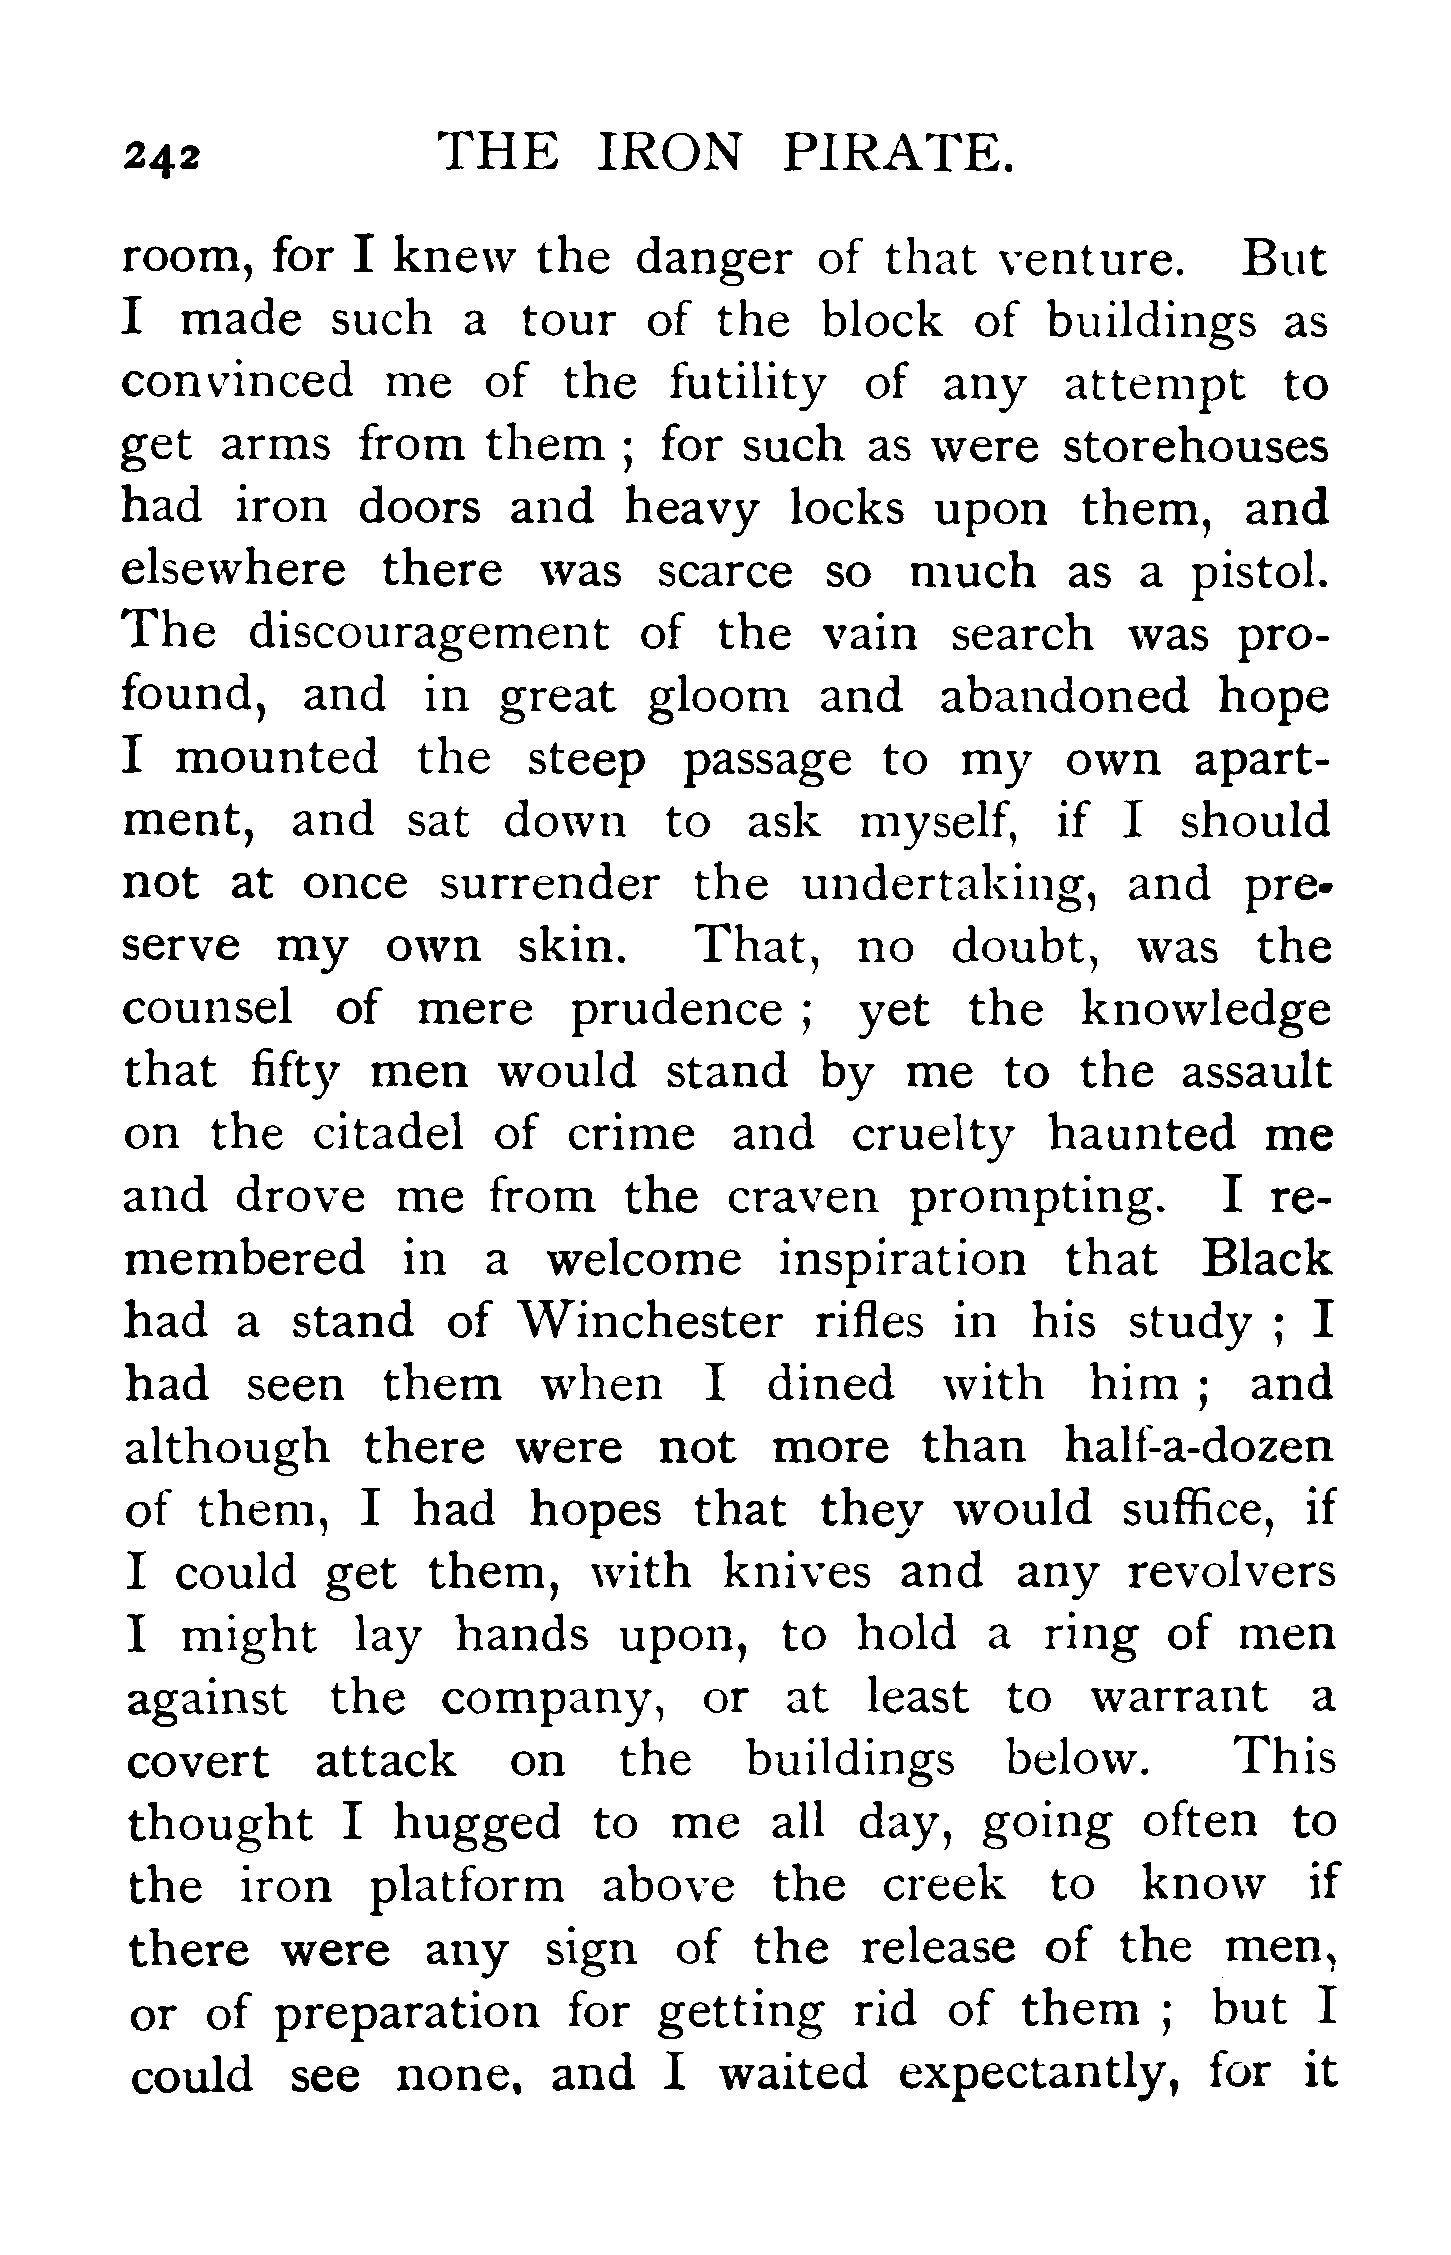 242 THE IRON PIRATE.
room, for I knew the danger of that venture. But
I made such a tour of the block of buildings as
convinced me of the futility of any attempt to
get arms from them ; for such as were storehouses
had iron doors and heavy locks upon them, and
elsewhere there was scarce so much as a pistol.
The discouragement of the vain search was pro-
found, and in great gloom and abandoned hope
I mounted the steep passage to my own apart-
ment, and sat down to ask myself, if I should
not at once surrender the undertaking, and pre-
serve my own skin. That, no doubt, was the
counsel of mere prudence ; yet the knowledge
that fifty men would stand by me to the assault
on the citadel of crime and cruelty haunted me
and drove me from the craven prompting. I re-
membered in a welcome inspiration that Black
had a stand of Winchester rifles in his study ; I
had seen them when I dined with him ; and
although there were not more than half-a-dozen
of them, I had hopes that they would suffice, if
I could get them, with knives and any revolvers
I might lay hands upon, to hold a ring of men
against the company, or at least to warrant a
covert attack on the buildings below. This
thought I hugged to me all day, going often to
the iron platform above the creek to know if
there were any sign of the release of the men,
or of preparation for getting rid of them ; but I
could see none, and I waited expectantly, for it